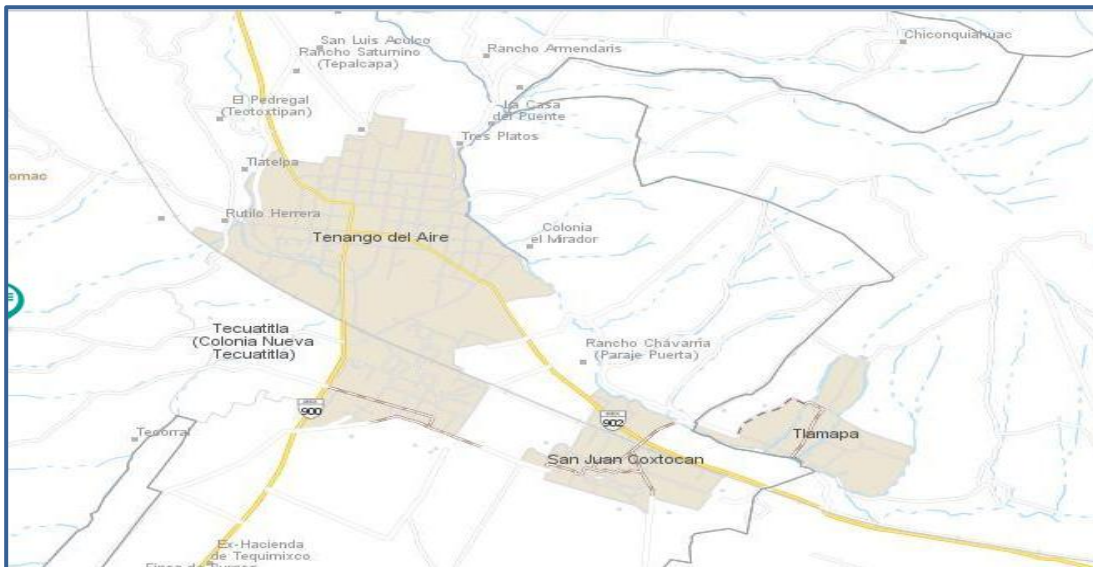 San Luis Aculco
Rancho Saturnino
(Tepalcapa)
Rancho Armendaris
Chiconquiahuac
El Pedregal
(Teotoxtipan)
La Casa
del Puente
Tres Platos
Tlatelpa
omac
Rutilo Herrera
Tenango del Aire
Colonia
el Mirador
Tecuatitla
(Colonia Nueva
Tecuatitla)
Rancho Chávarria
(Paraje Puerta)
900
902
Tecorral
Tlamapa
San Juan Coxtocan
Ex-Hacienda
de Tequimixco